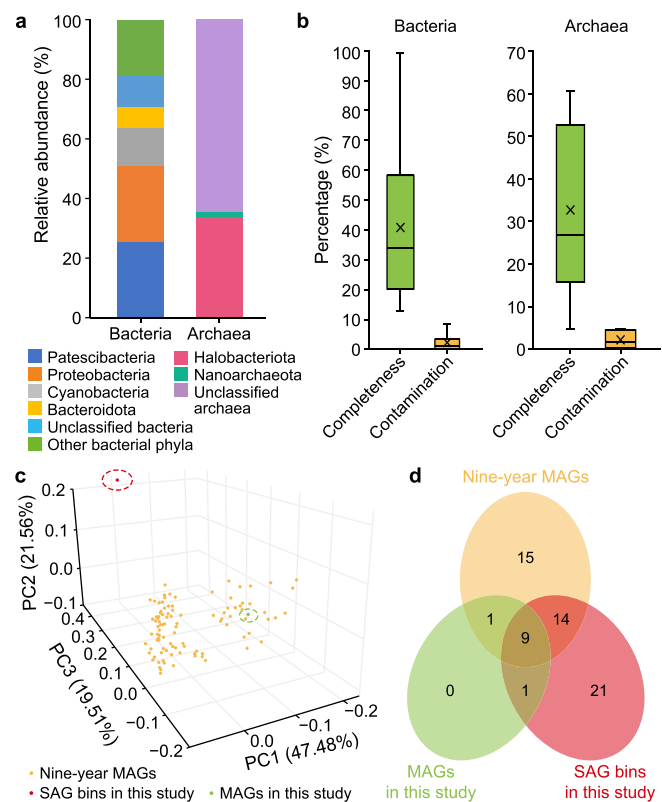 a
Relative abundance (%)
100
80
60
40
20
0
Bacteria
Archaea
Patescibacteria
Proteobacteria
Cyanobacteria
Bacteroidota
Unclassified bacteria
Other bacterial phyla
Halobacteriota
Nanoarchaeota
Unclassified
archaea
b
Bacteria
Archaea
Percentage (%)
100
90
80
70
60
50
40
30
20
10
0
Completeness
Contamination
70
60
50
40
30
20
10
0
Completeness
Contamination
c
PC2 (21.56%)
0.2
0.1
0.0
−0.1
0.4
0.3
0.2
0.1
0.0
−0.1
−0.2
PC3 (19.51%)
0.0
−0.1
−0.2
PC1 (47.48%)
Nine-year MAGs
SAG bins in this study
MAGs in this study
d
Nine-year MAGs
15
1
14
9
0
1
21
MAGs
in this study
SAG bins
in this study